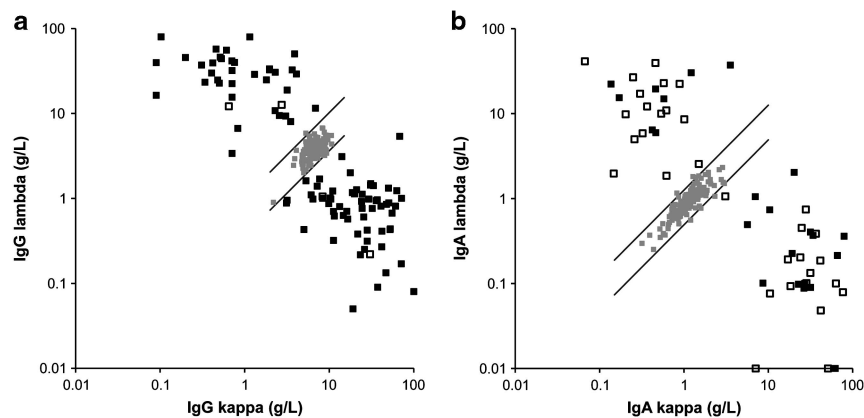 a
100
10
1
0.1
0.01
IgG lambda (g/L)
0.01 0.1 1 10 100
IgG kappa (g/L)
b
100
10
1
0.1
0.01
IgA lambda (g/L)
0.01 0.1 1 10 100
IgA kappa (g/L)